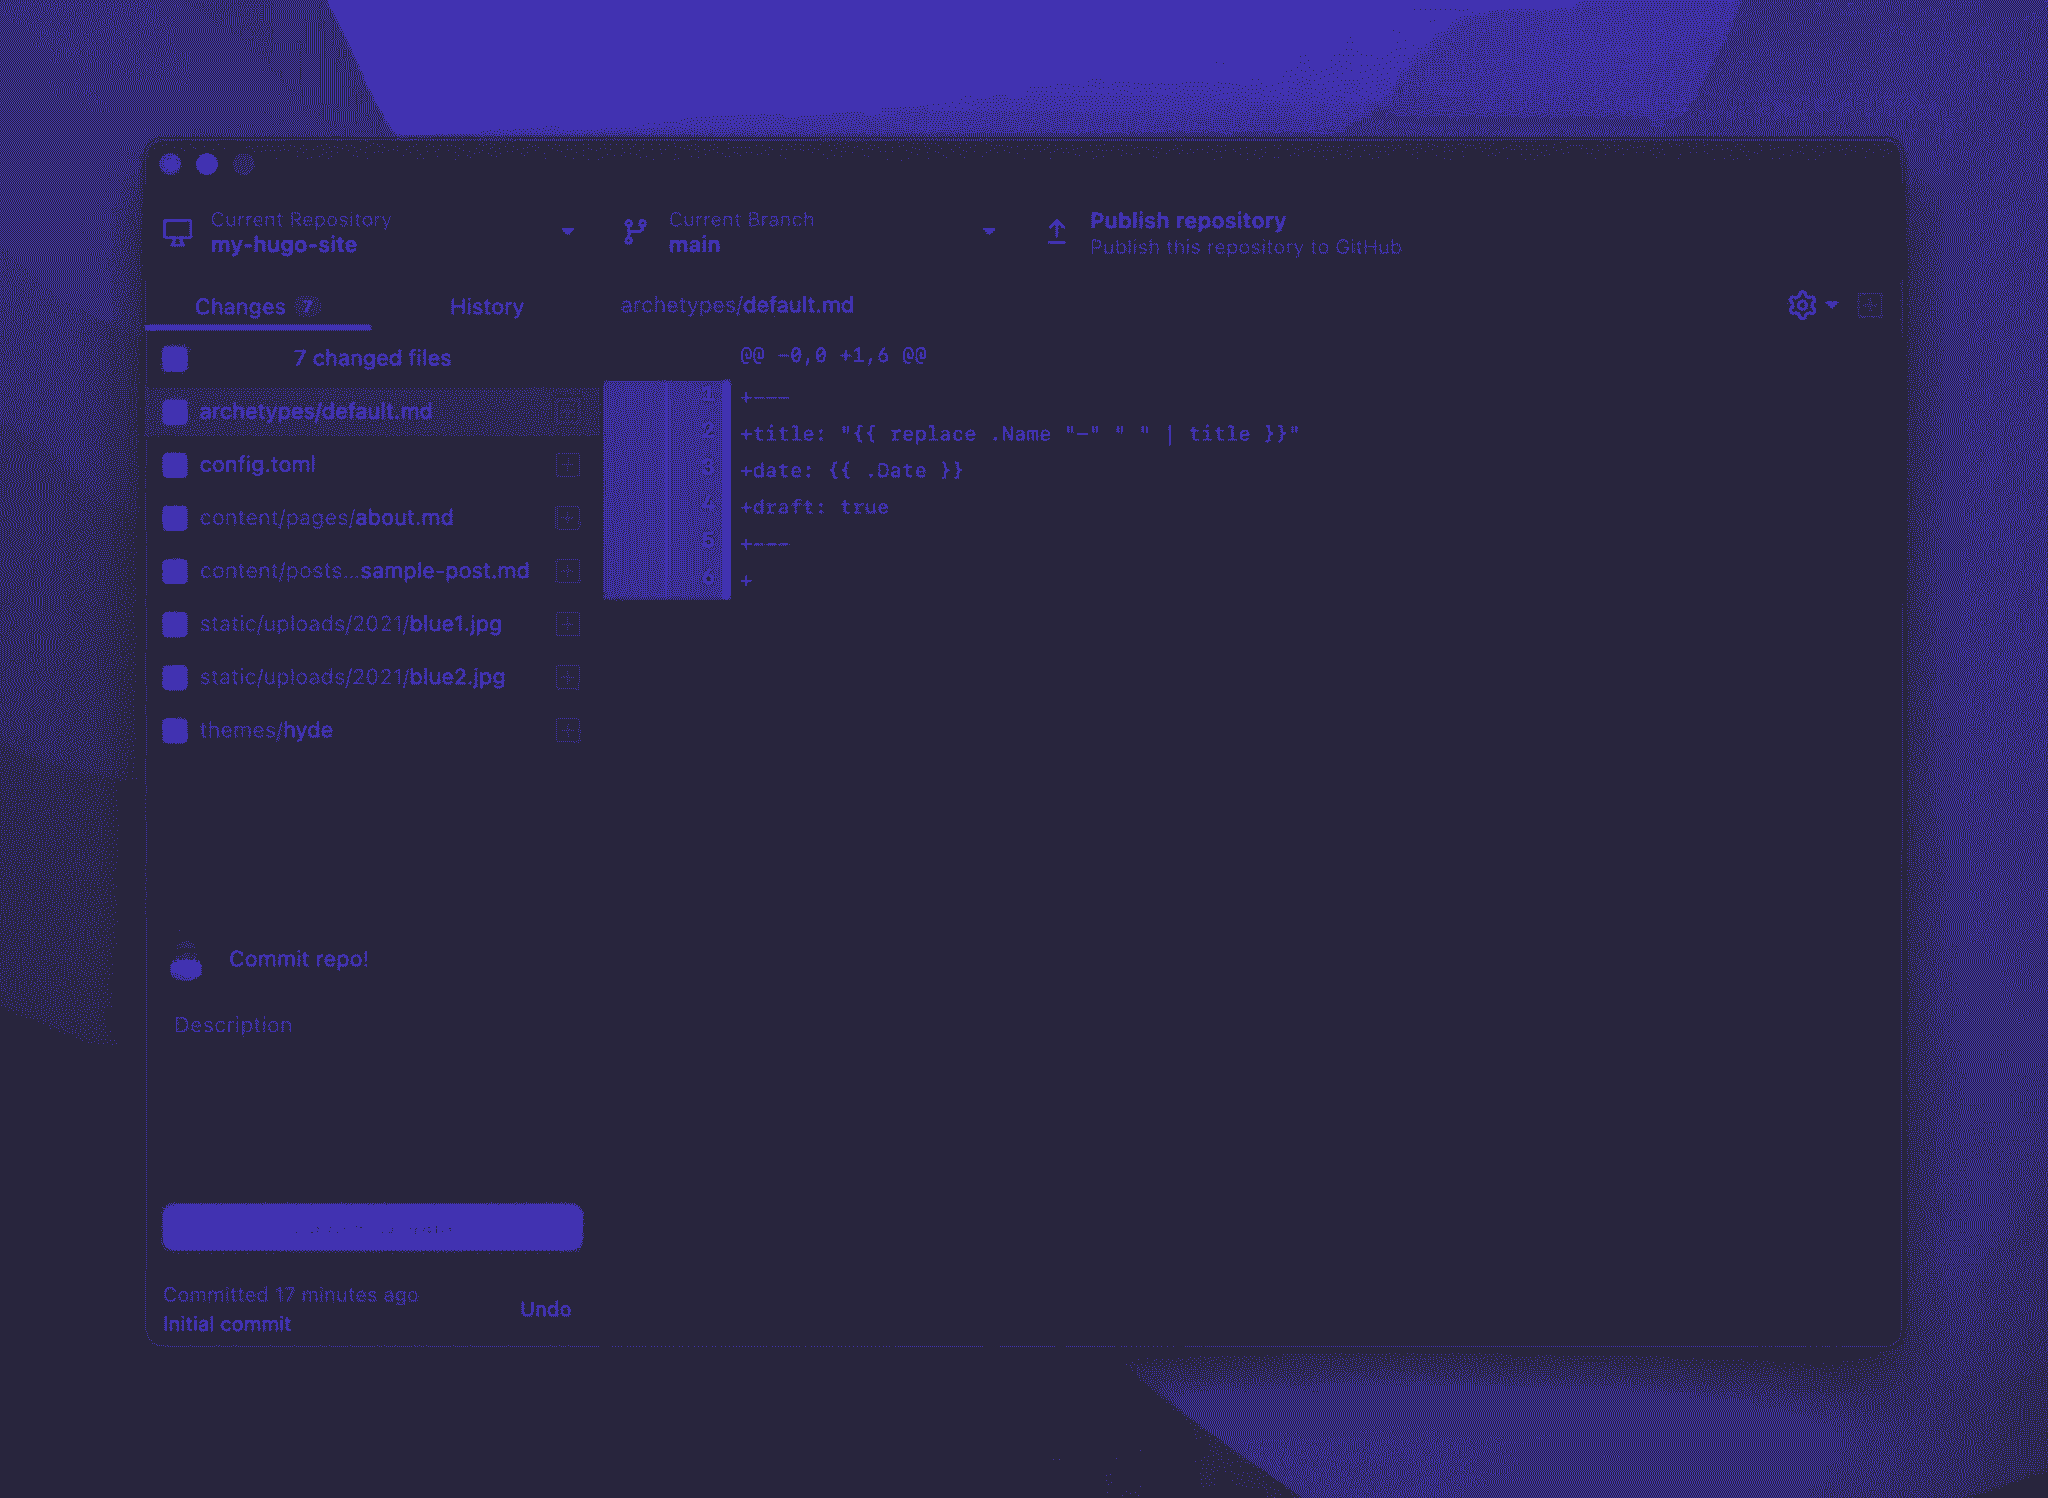 Current Repository
my-hugo-site
Current Branch
main
Publish repository
Publish this repository to GitHub
Changes 7
History
7 changed files
archetypes/default.md
config.toml
content/pages/about.md
content/posts...sample-post.md
static/uploads/2021/blue1.jpg
static/uploads/2021/blue2.jpg
themes/hyde
Commit repo!
Description
Committed 17 minutes ago
Initial commit
Undo
archetypes/default.md
@@ -0,0 +1,6 @@
1 +---
2 +title: "{{ replace .Name "-" " " | title }}"
3 +date: {{ .Date }}
4 +draft: true
5 +---
6 +